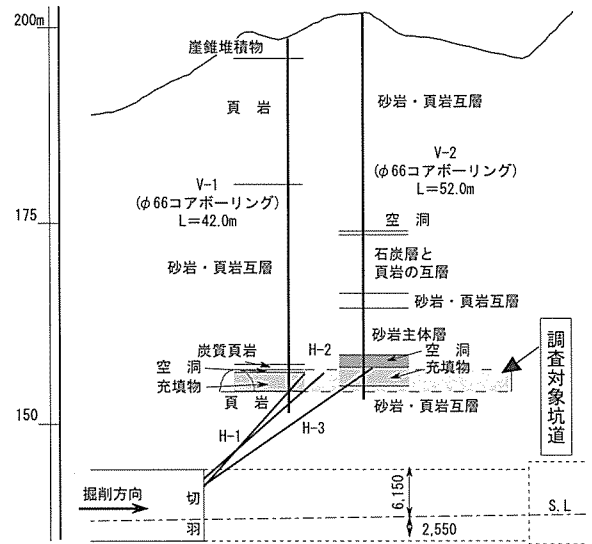 200m
崖錐堆積物
頁 岩
砂岩・頁岩互層
V-1
(φ66コアボーリング)
L=42.0m
V-2
(φ66コアボーリング)
L=52.0m
175
空 洞
石炭層と
頁岩の互層
砂岩・頁岩互層
砂岩・頁岩互層
砂岩主体層
炭質頁岩
H-2
空 洞
空 洞
充填物
充填物
頁 岩
砂岩・頁岩互層
調査対象坑道
150
H-1
H-3
掘削方向
切
羽
6,150
2,550
S.L